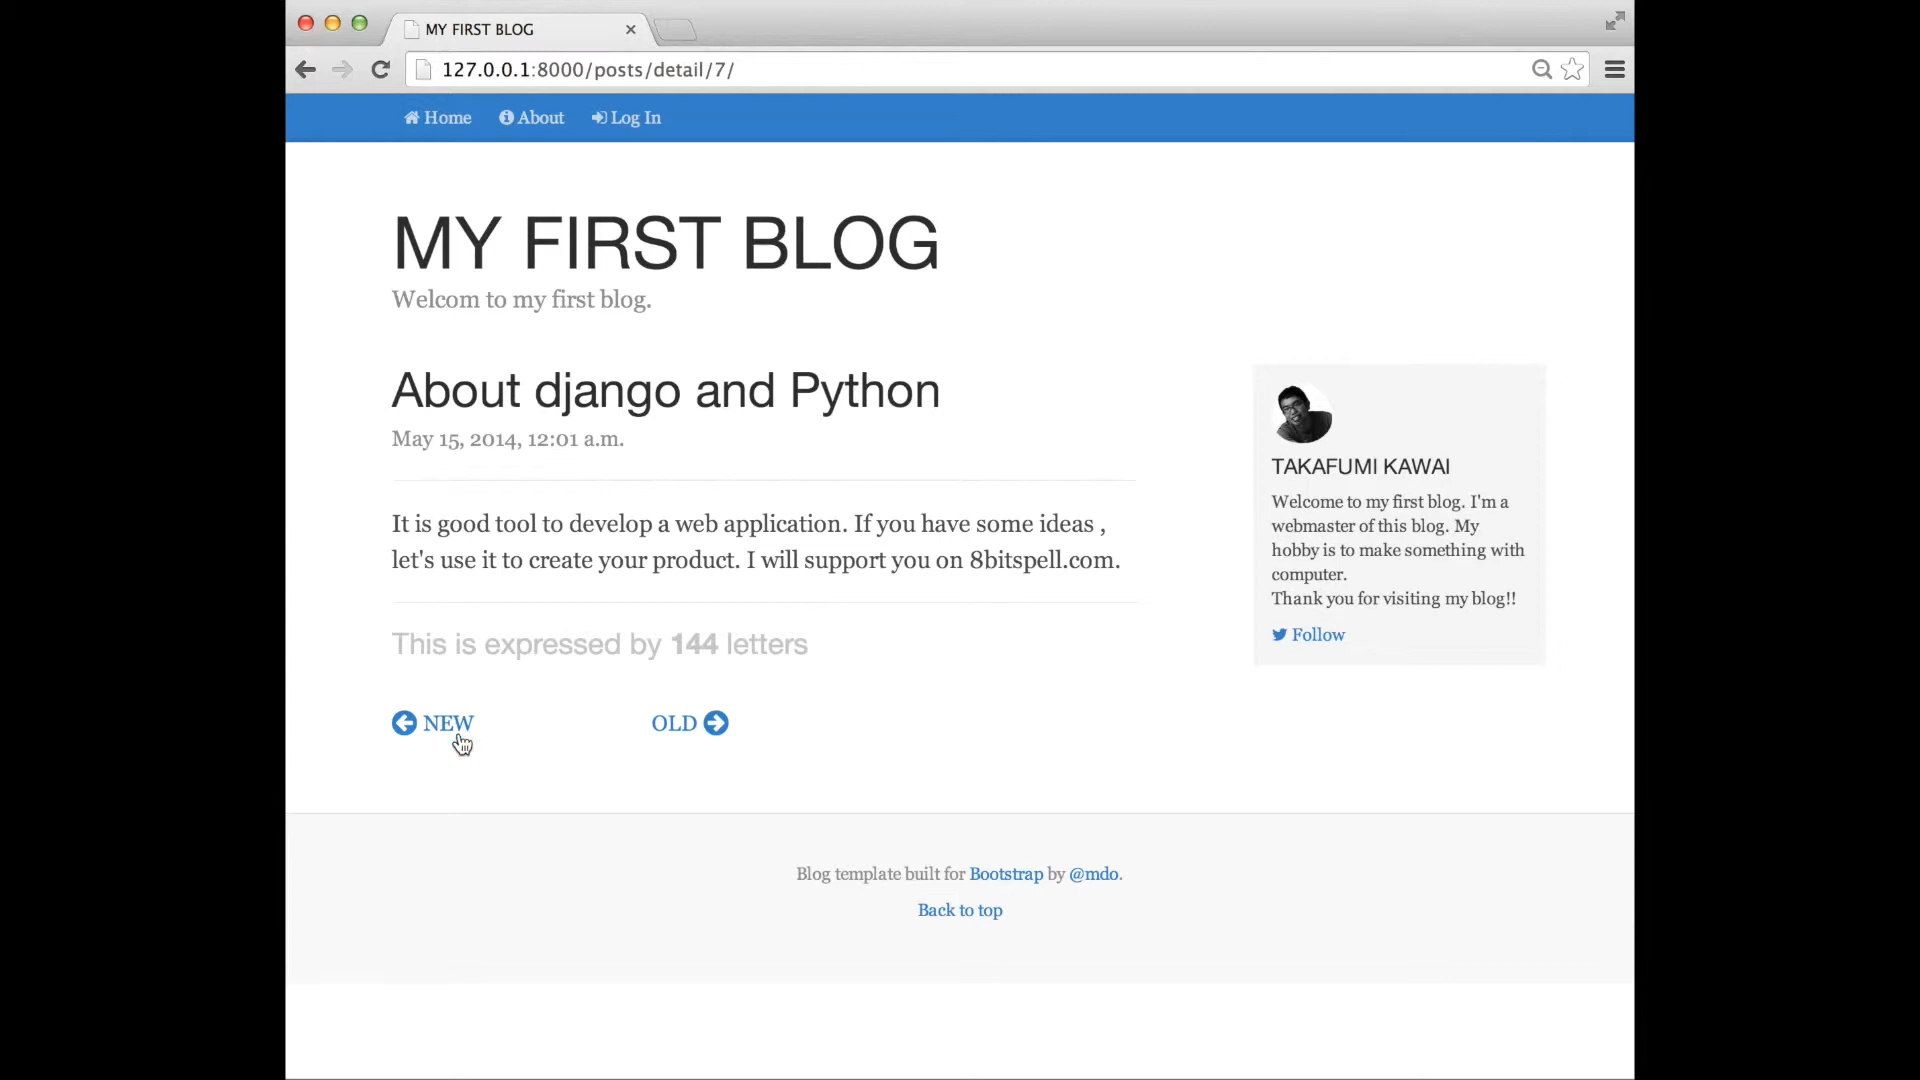 MY FIRST BLOG
127.0.0.1:8000/posts/detail/7/
Home About Log In
MY FIRST BLOG
Welcom to my first blog.
About django and Python
May 15, 2014, 12:01 a.m.
It is good tool to develop a web application. If you have some ideas ,
let's use it to create your product. I will support you on 8bitspell.com.
This is expressed by 144 letters
NEW OLD
TAKAFUMI KAWAI
Welcome to my first blog. I'm a
webmaster of this blog. My
hobby is to make something with
computer.
Thank you for visiting my blog!!
Follow
Blog template built for Bootstrap by @mdo.
Back to top